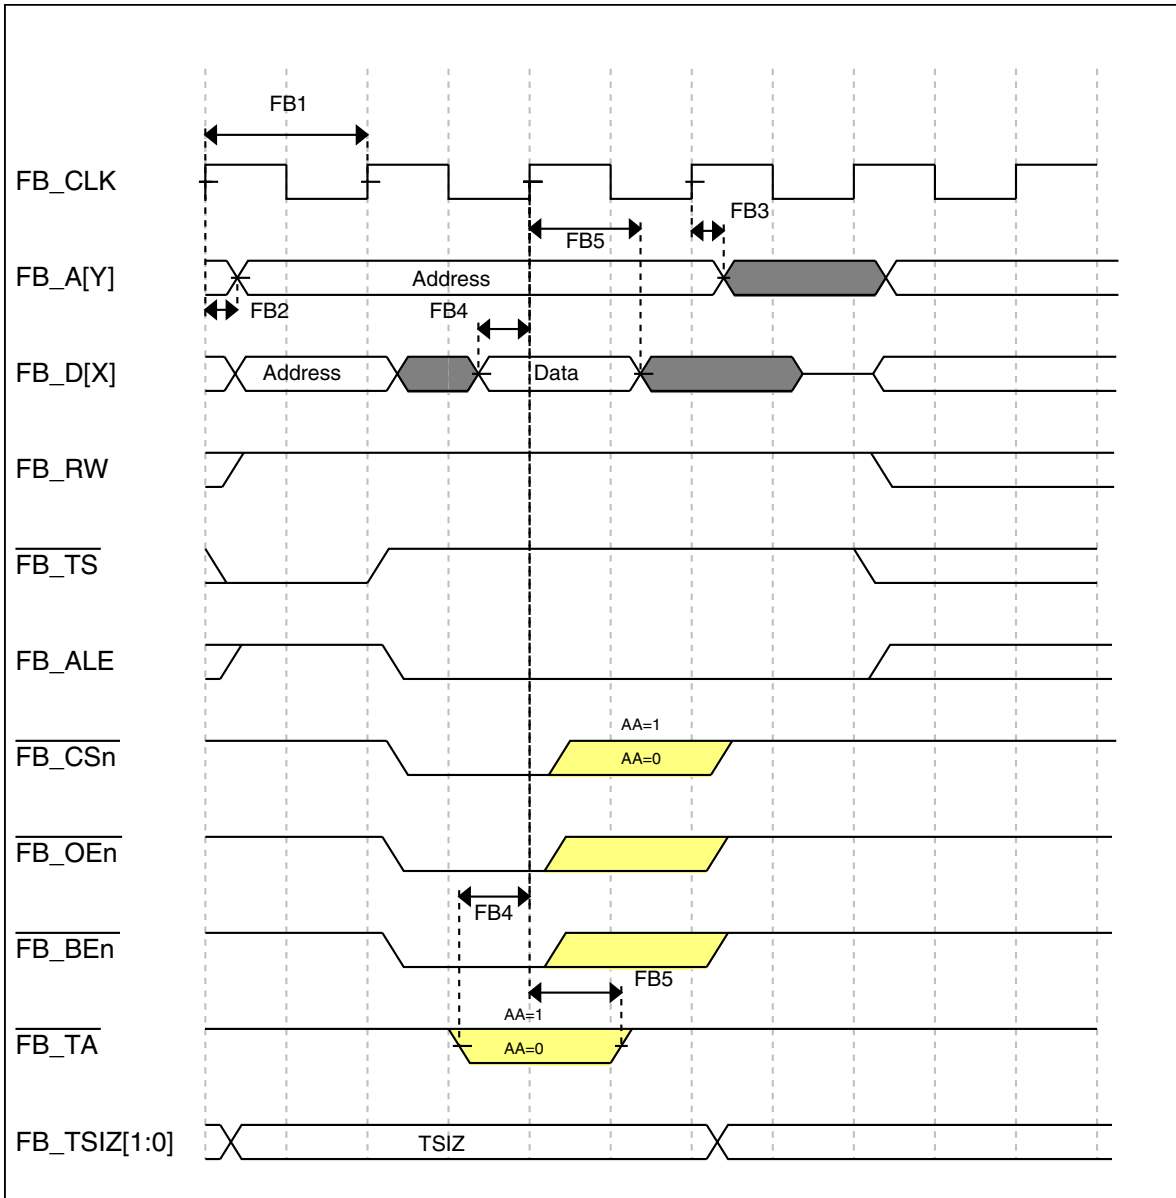 FB1
FB_CLK
FB3
FB5
FB_A[Y]
Address
FB2
FB4
FB_D[X]
Address
Data
FB_RW
FB_TS
FB_ALE
AA=1
FB_CSn
AA=0
FB_OEn
FB4
FB_BEn
FB5
AA=1
FB_TA
AA=0
FB_TSIZ[1:0]
TSIZ